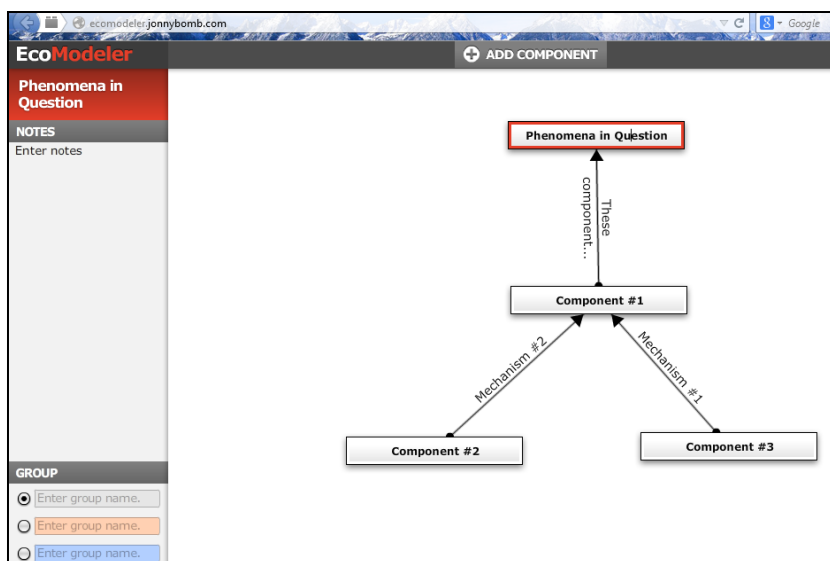 ecomodeler.jonnybomb.com
Google
EcoModeler
ADD COMPONENT
Phenomena in
Question
NOTES
Enter notes
Phenomena in Question
These
component...
Component #1
Mechanism #2
Mechanism #1
Component #2
Component #3
GROUP
Enter group name.
Enter group name.
Enter group name.